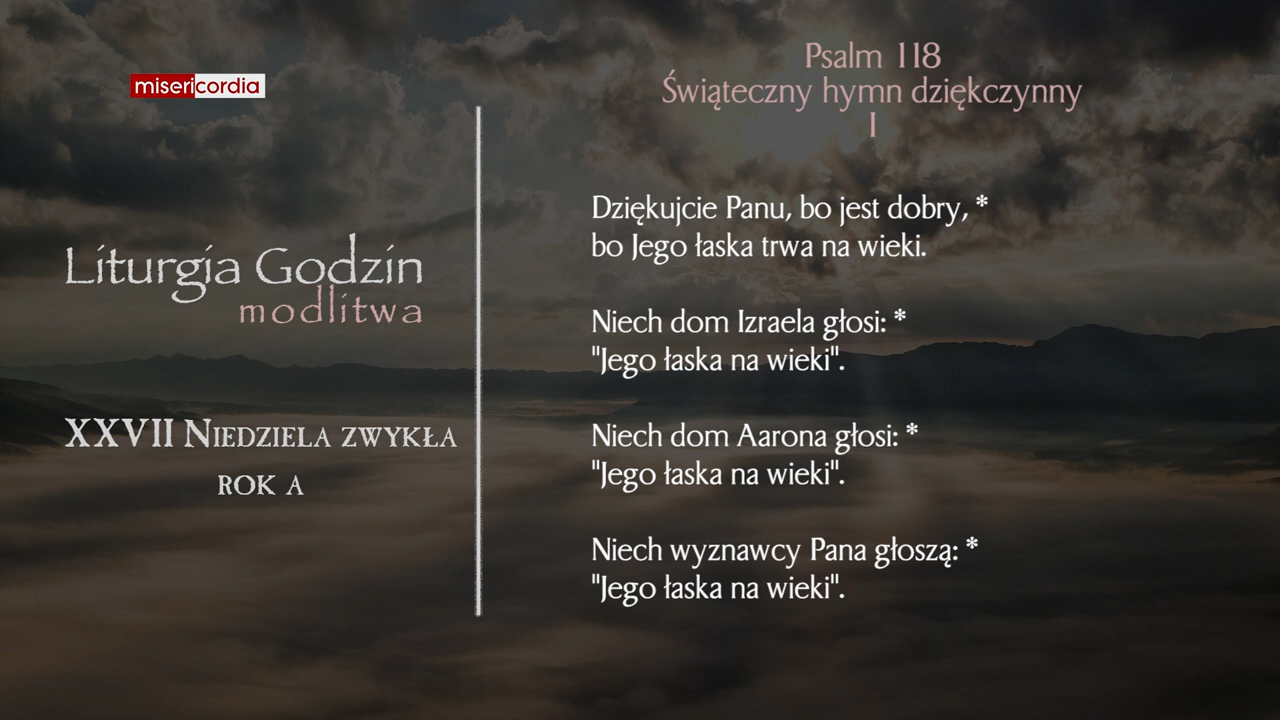 misericordia
Liturgia Godzin
modlitwa
XXVII Niedziela zwykła
rok A
Psalm 118
Świąteczny hymn dziękczynny
I
Dziękujcie Panu, bo jest dobry, *
bo Jego łaska trwa na wieki.
Niech dom Izraela głosi: *
"Jego łaska na wieki".
Niech dom Aarona głosi: *
"Jego łaska na wieki".
Niech wyznawcy Pana głoszą: *
"Jego łaska na wieki".